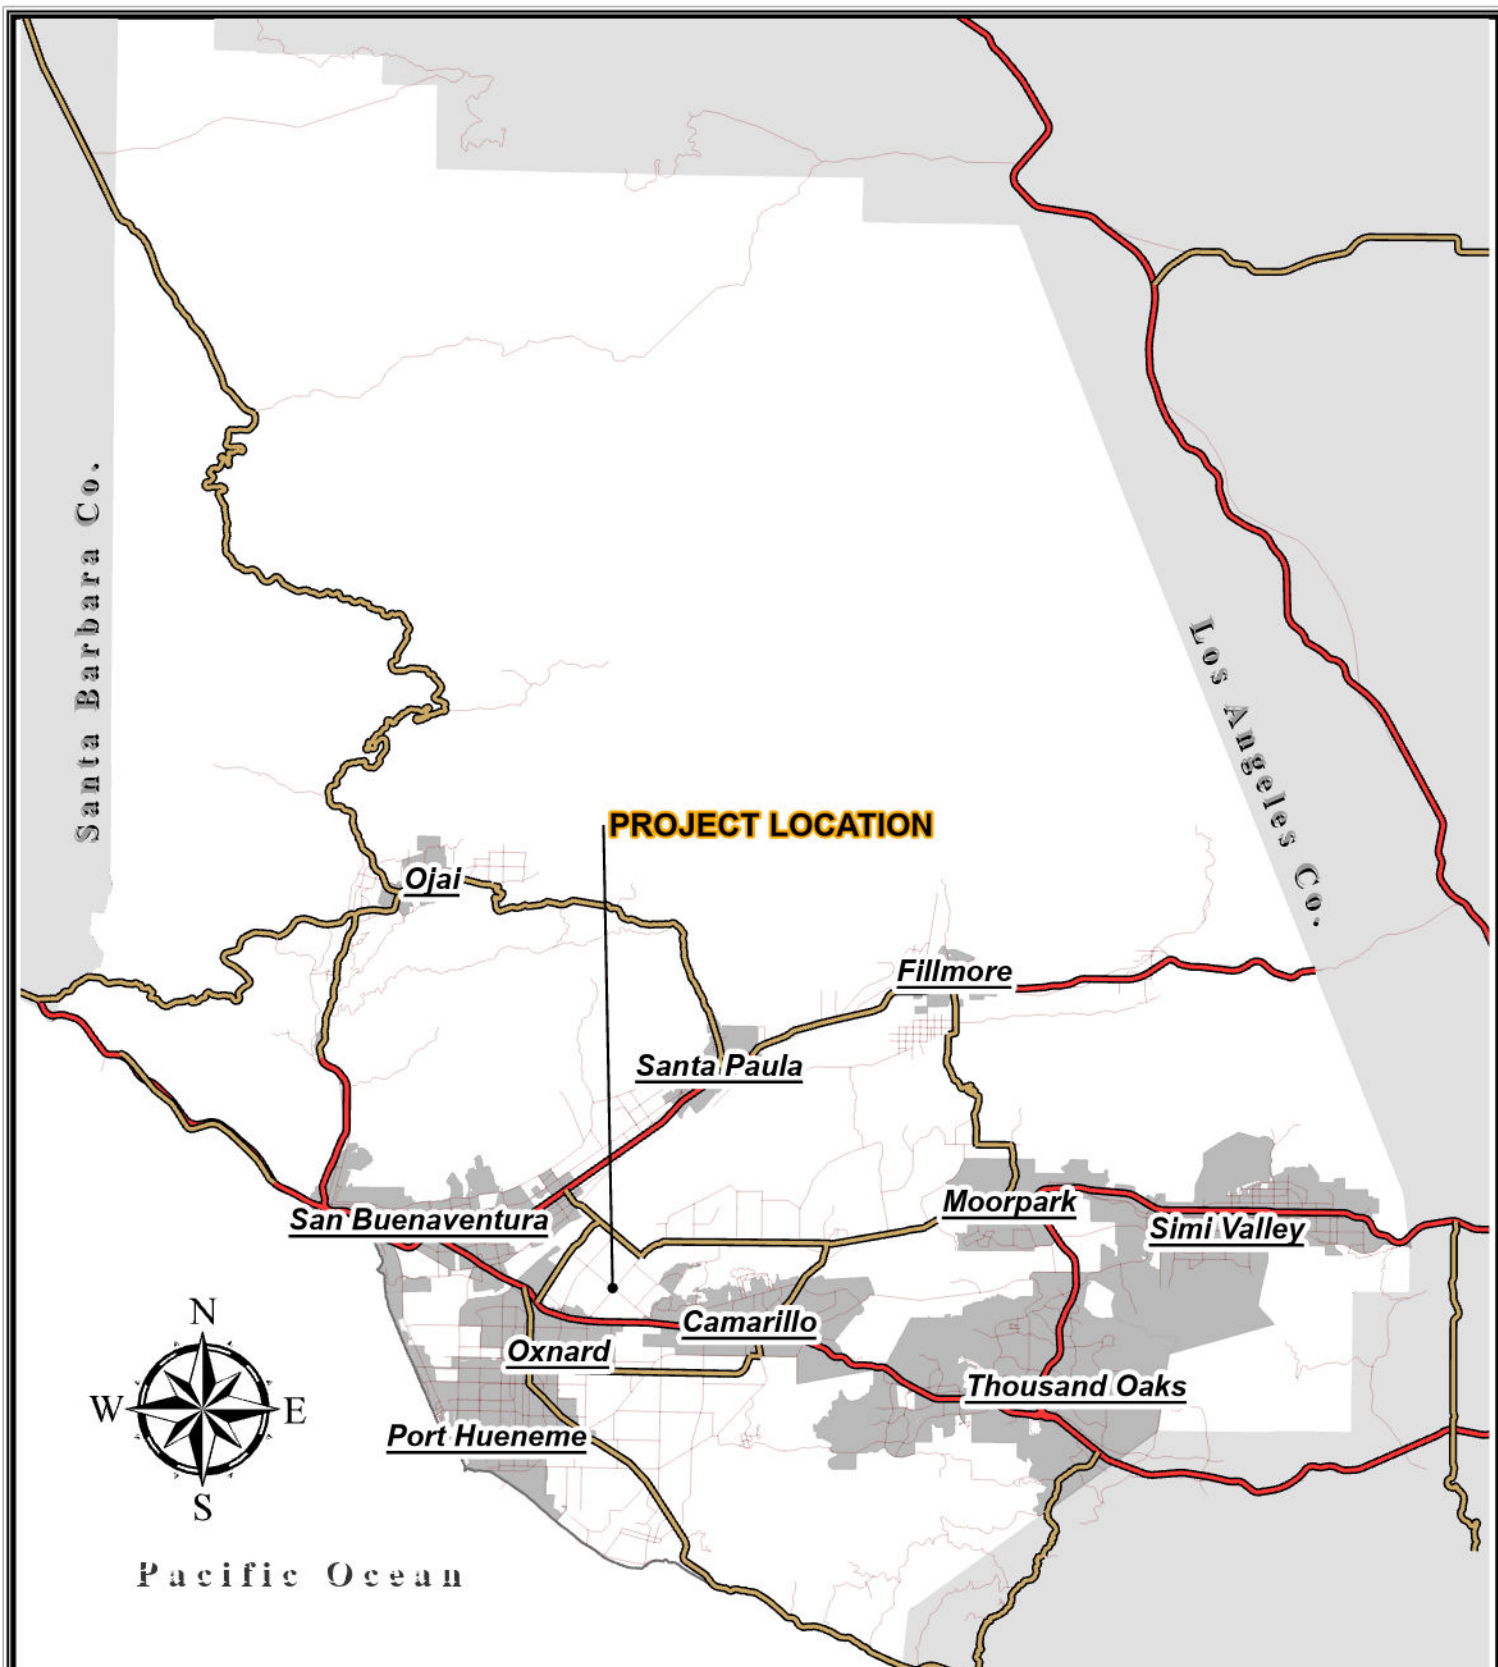 Santa Barbara Co.
Los Angeles Co.
PROJECT LOCATION
Ojai
Fillmore
Santa Paula
Moorpark
San Buenaventura
Simi Valley
Camarillo
Oxnard
Thousand Oaks
Port Hueneme
N
W
E
S
Pacific Ocean